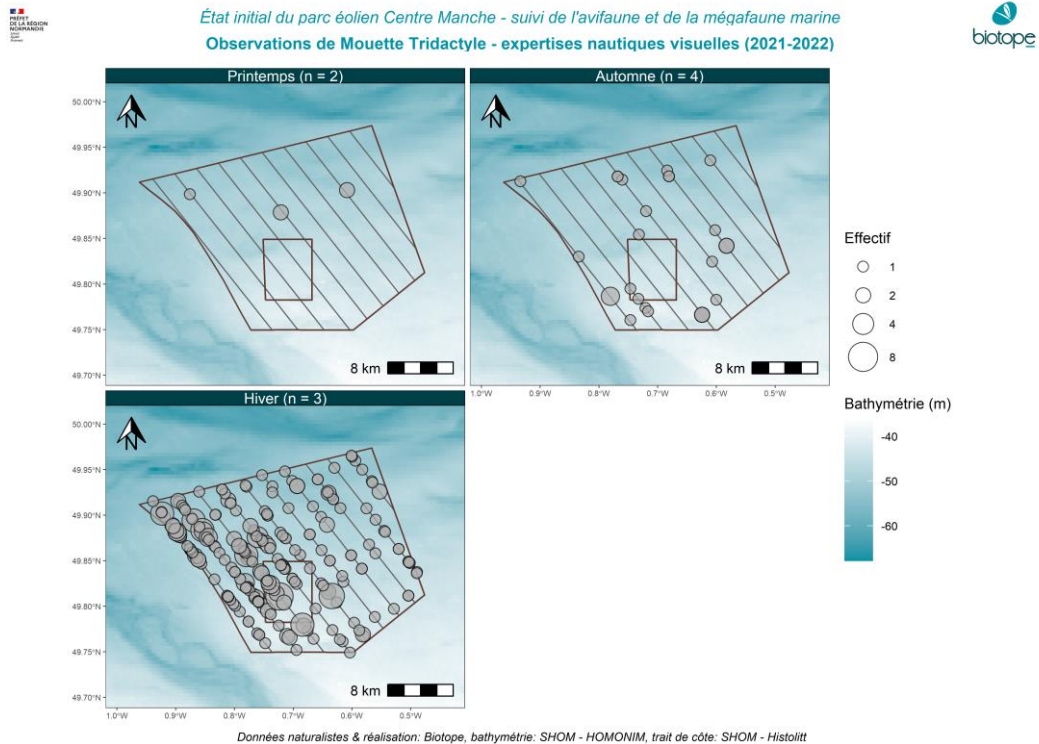 PRÉFET
DE LA RÉGION
NORMANDIE
État initial du parc éolien Centre Manche - suivi de l'avifaune et de la mégafaune marine
Observations de Mouette Tridactyle - expertises nautiques visuelles (2021-2022)
biotope
Printemps (n = 2)
Automne (n = 4)
50.00°N
49.95°N
49.90°N
49.85°N
49.80°N
49.75°N
49.70°N
N
N
8 km
8 km
1.0°W 0.9°W 0.8°W 0.7°W 0.6°W 0.5°W
Effectif
1
2
4
8
Bathymétrie (m)
-40
-50
-60
Hiver (n = 3)
50.00°N
49.95°N
49.90°N
49.85°N
49.80°N
49.75°N
49.70°N
N
8 km
1.0°W 0.9°W 0.8°W 0.7°W 0.6°W 0.5°W
Données naturalistes & réalisation: Biotope, bathymétrie: SHOM - HOMONIM, trait de côte: SHOM - Histolitt